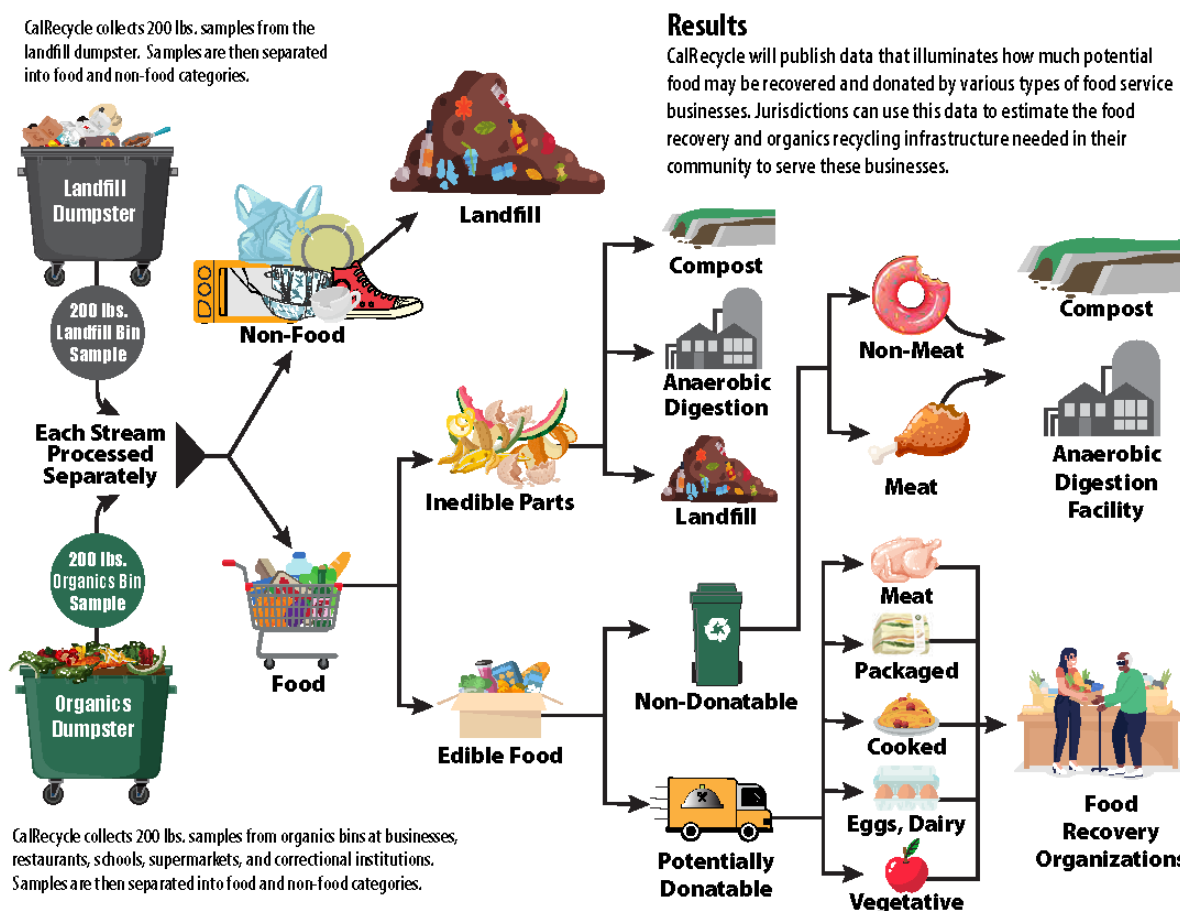 CalRecycle collects 200 lbs. samples from the
landfill dumpster. Samples are then separated
into food and non-food categories.
Results
CalRecycle will publish data that illuminates how much potential
food may be recovered and donated by various types of food service
businesses. Jurisdictions can use this data to estimate the food
recovery and organics recycling infrastructure needed in their
community to serve these businesses.
Landfill
Dumpster
200 lbs.
Landfill Bin
Sample
Each Stream
Processed
Separately
200 lbs.
Organics Bin
Sample
Organics
Dumpster
Non-Food
Landfill
Food
Inedible Parts
Edible Food
Compost
Anaerobic
Digestion
Landfill
Non-Donatable
Potentially
Donatable
Non-Meat
Meat
Compost
Anaerobic
Digestion
Facility
Meat
Packaged
Cooked
Eggs, Dairy
Vegetative
Food
Recovery
Organizations
CalRecycle collects 200 lbs. samples from organics bins at businesses,
restaurants, schools, supermarkets, and correctional institutions.
Samples are then separated into food and non-food categories.